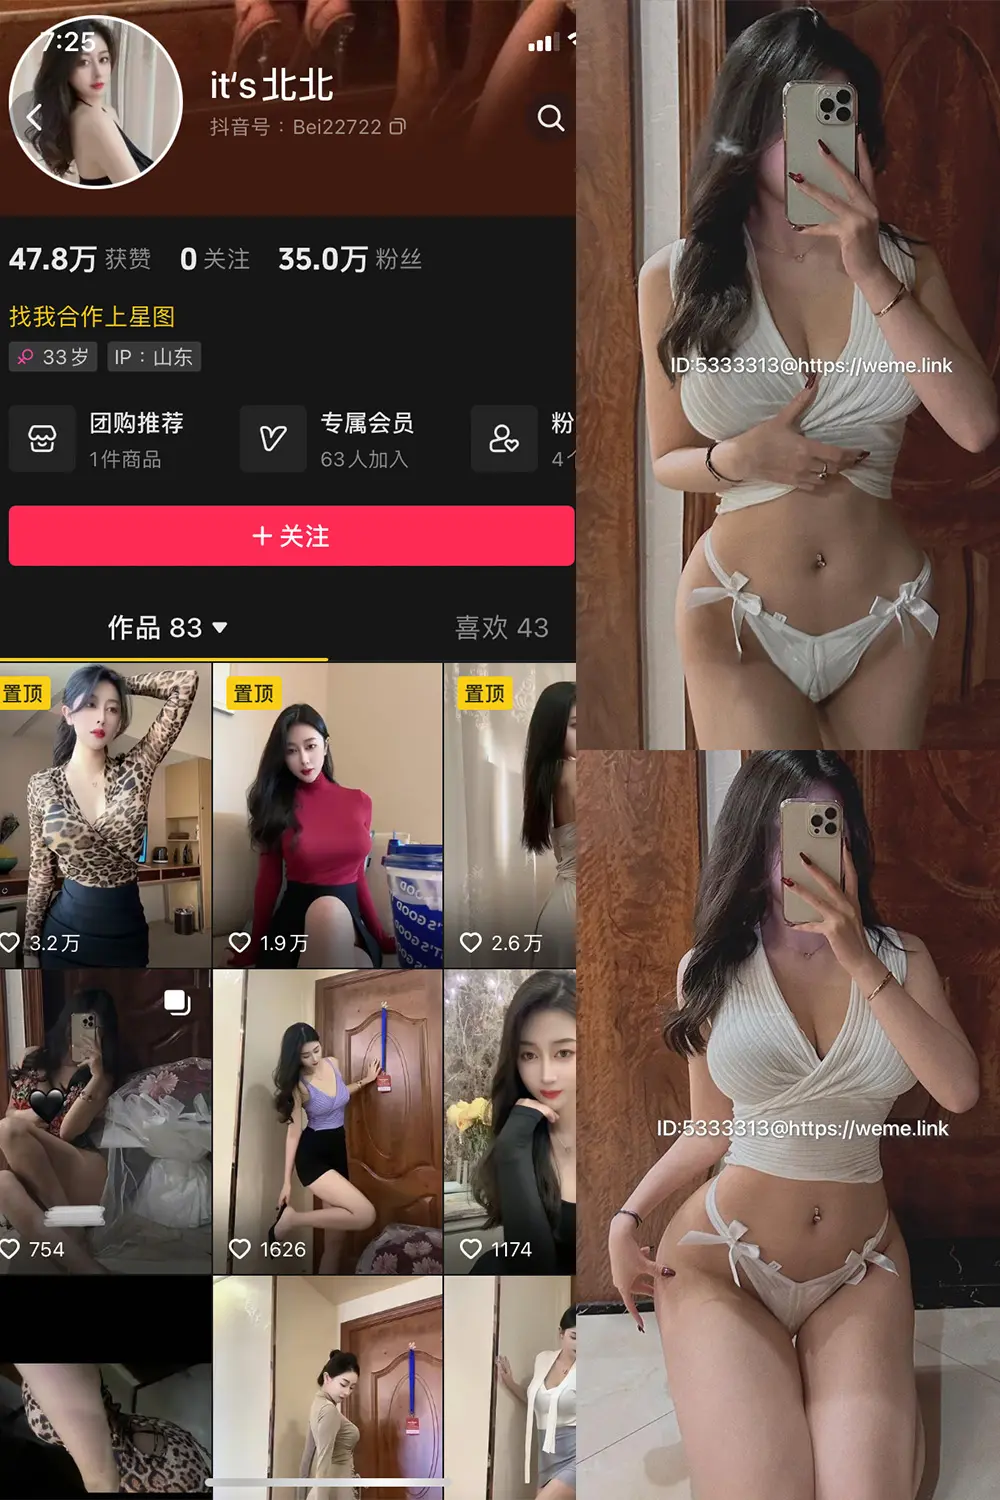 7:25
it‘s北北
抖音号：Bei22722
47.8万 获赞 0 关注 35.0万 粉丝
找我合作上星图
33岁 IP：山东
团购推荐
1件商品
专属会员
63人加入
粉
4
+ 关注
作品 83
喜欢 43
置顶
置顶
置顶
3.2万
1.9万
2.6万
754
1626
1174
ID:5333313@https://weme.link
ID:5333313@https://weme.link